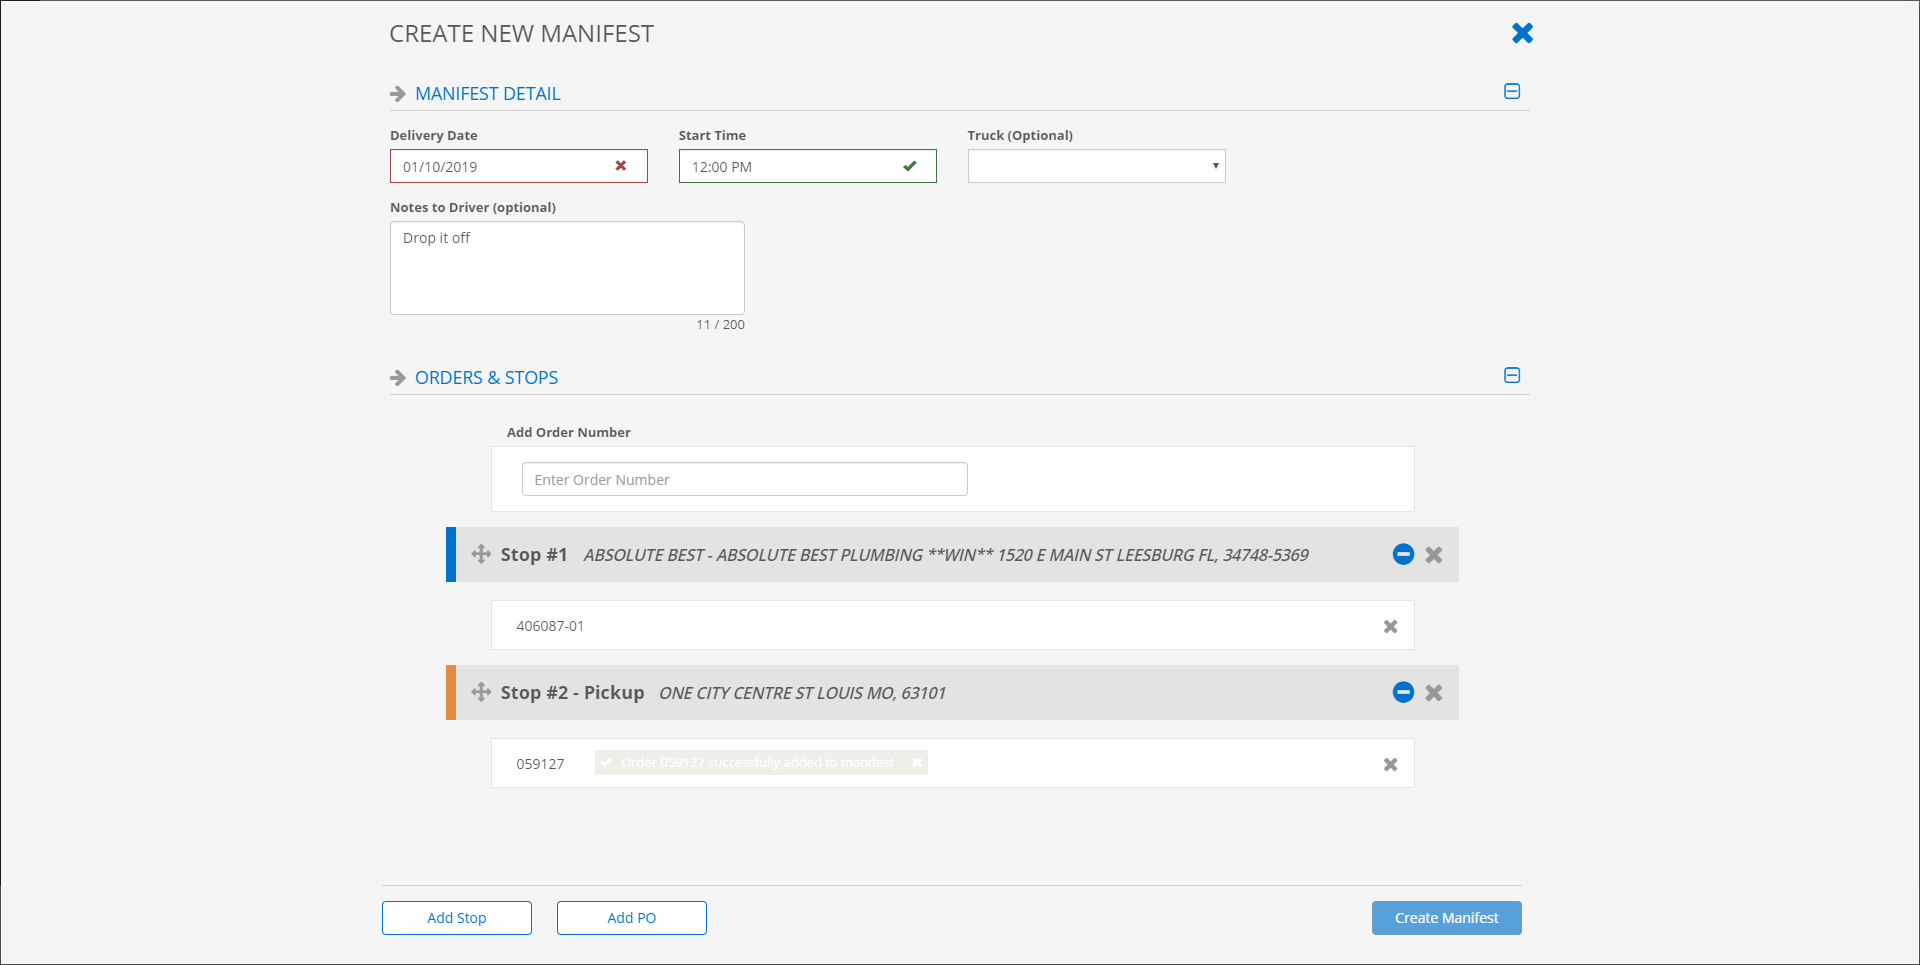 CREATE NEW MANIFEST
MANIFEST DETAIL
Delivery Date
Start Time
Truck (Optional)
01/10/2019
12:00 PM
Notes to Driver (optional)
Drop it off
11 / 200
ORDERS & STOPS
Add Order Number
Enter Order Number
Stop #1 ABSOLUTE BEST - ABSOLUTE BEST PLUMBING **WIN** 1520 E MAIN ST LEESBURG FL, 34748-5369
406087-01
Stop #2 - Pickup ONE CITY CENTRE ST LOUIS MO, 63101
059127 Order 059127 successfully added to manifest
Add Stop
Add PO
Create Manifest